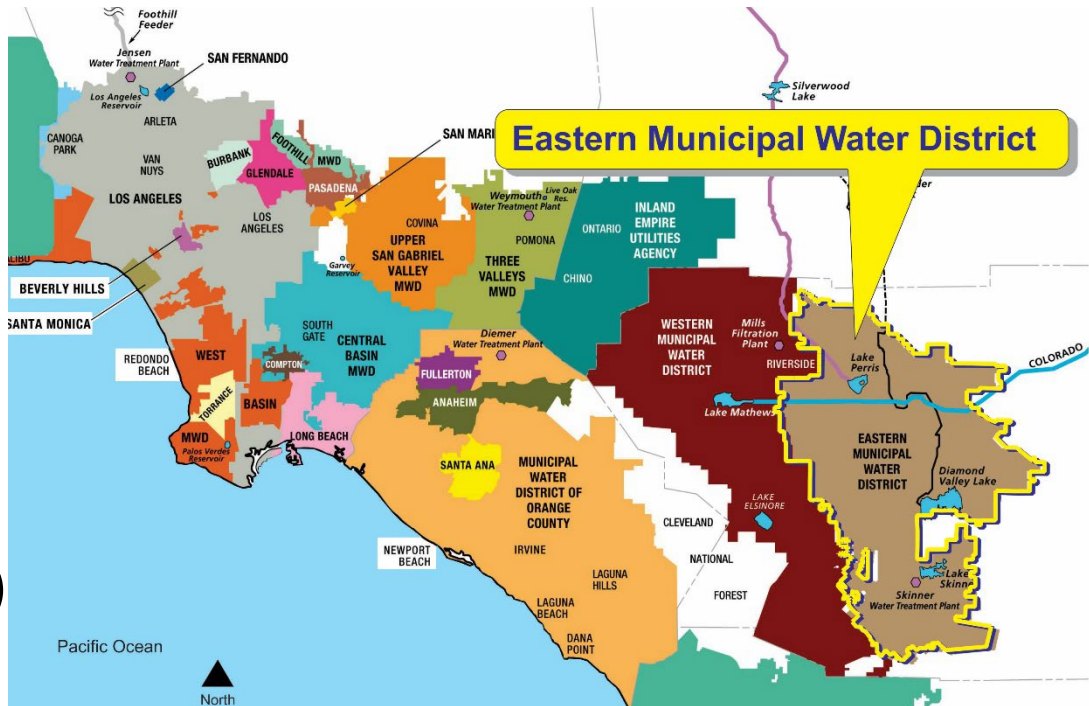 Foothill
Feeder
Jensen
Water Treatment Plant
SAN FERNANDO
Los Angeles
Reservoir
Silverwood
Lake
ARLETA
CANOGA
PARK
VAN
NUYS
BURBANK
GLENDALE
FOOTHILL
MWD
SAN MARI
PASADENA
Eastern Municipal Water District
LOS ANGELES
LOS
ANGELES
COVINA
UPPER
SAN GABRIEL
VALLEY
MWD
Weymouth
Water Treatment Plant
Live Oak
Res.
POMONA
THREE
VALLEYS
MWD
ONTARIO
CHINO
INLAND
EMPIRE
UTILITIES
AGENCY
Garvey
Reservoir
BEVERLY HILLS
SANTA MONICA
REDONDO
BEACH
WEST
BASIN
MWD
TORRANCE
Palos Verdes
Reservoir
SOUTH
GATE
COMPTON
CENTRAL
BASIN
MWD
LONG BEACH
Diemer
Water Treatment Plant
FULLERTON
ANAHEIM
SANTA ANA
MUNICIPAL
WATER
DISTRICT OF
ORANGE
COUNTY
WESTERN
MUNICIPAL
WATER
DISTRICT
Mills
Filtration
Plant
RIVERSIDE
Lake
Perris
COLORADO
Lake Mathews
EASTERN
MUNICIPAL
WATER
DISTRICT
Diamond
Valley Lake
LAKE
ELSINORE
CLEVELAND
NATIONAL
FOREST
NEWPORT
BEACH
IRVINE
LAGUNA
HILLS
LAGUNA
BEACH
DANA
POINT
Lake
Skinne
Skinner
Water Treatment Plant
Pacific Ocean
North